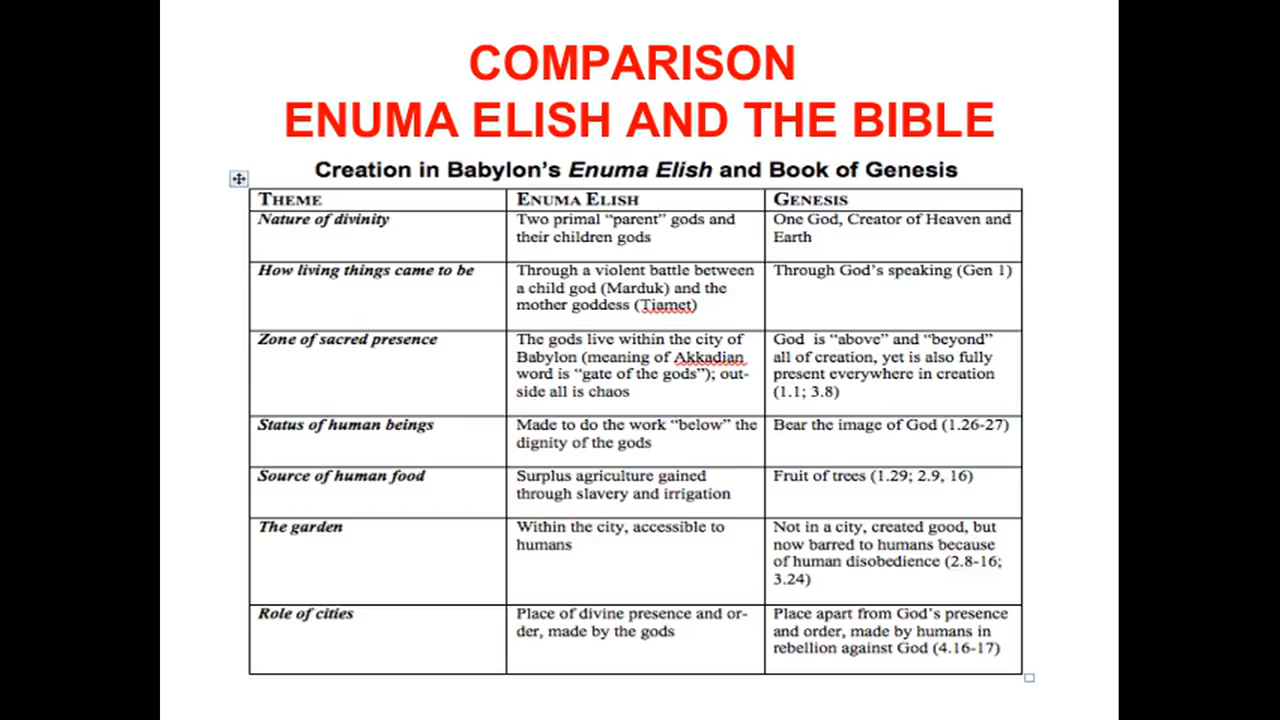 COMPARISON
ENUMA ELISH AND THE BIBLE
Creation in Babylon's Enuma Elish and Book of Genesis
THEME ENUMA ELISH GENESIS
Nature of divinity
Two primal "parent" gods and
their children gods
One God, Creator of Heaven and
Earth
How living things came to be
Through a violent battle between
a child god (Marduk) and the
mother goddess (Tiamet)
Through God's speaking (Gen 1)
Zone of sacred presence
The gods live within the city of
Babylon (meaning of Akkadian
word is "gate of the gods"); out-
side all is chaos
God is "above" and "beyond"
all of creation, yet is also fully
present everywhere in creation
(1.1; 3.8)
Status of human beings
Made to do the work "below" the
dignity of the gods
Bear the image of God (1.26-27)
Source of human food
Surplus agriculture gained
through slavery and irrigation
Fruit of trees (1.29; 2.9, 16)
The garden
Within the city, accessible to
humans
Not in a city, created good, but
now barred to humans because
of human disobedience (2.8-16;
3.24)
Role of cities
Place of divine presence and or-
der, made by the gods
Place apart from God's presence
and order, made by humans in
rebellion against God (4.16-17)